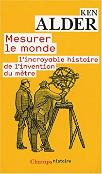 KEN
ALDER
Mesurer
le monde
l'incroyable histoire
de l'invention du mètre
Champs histoire